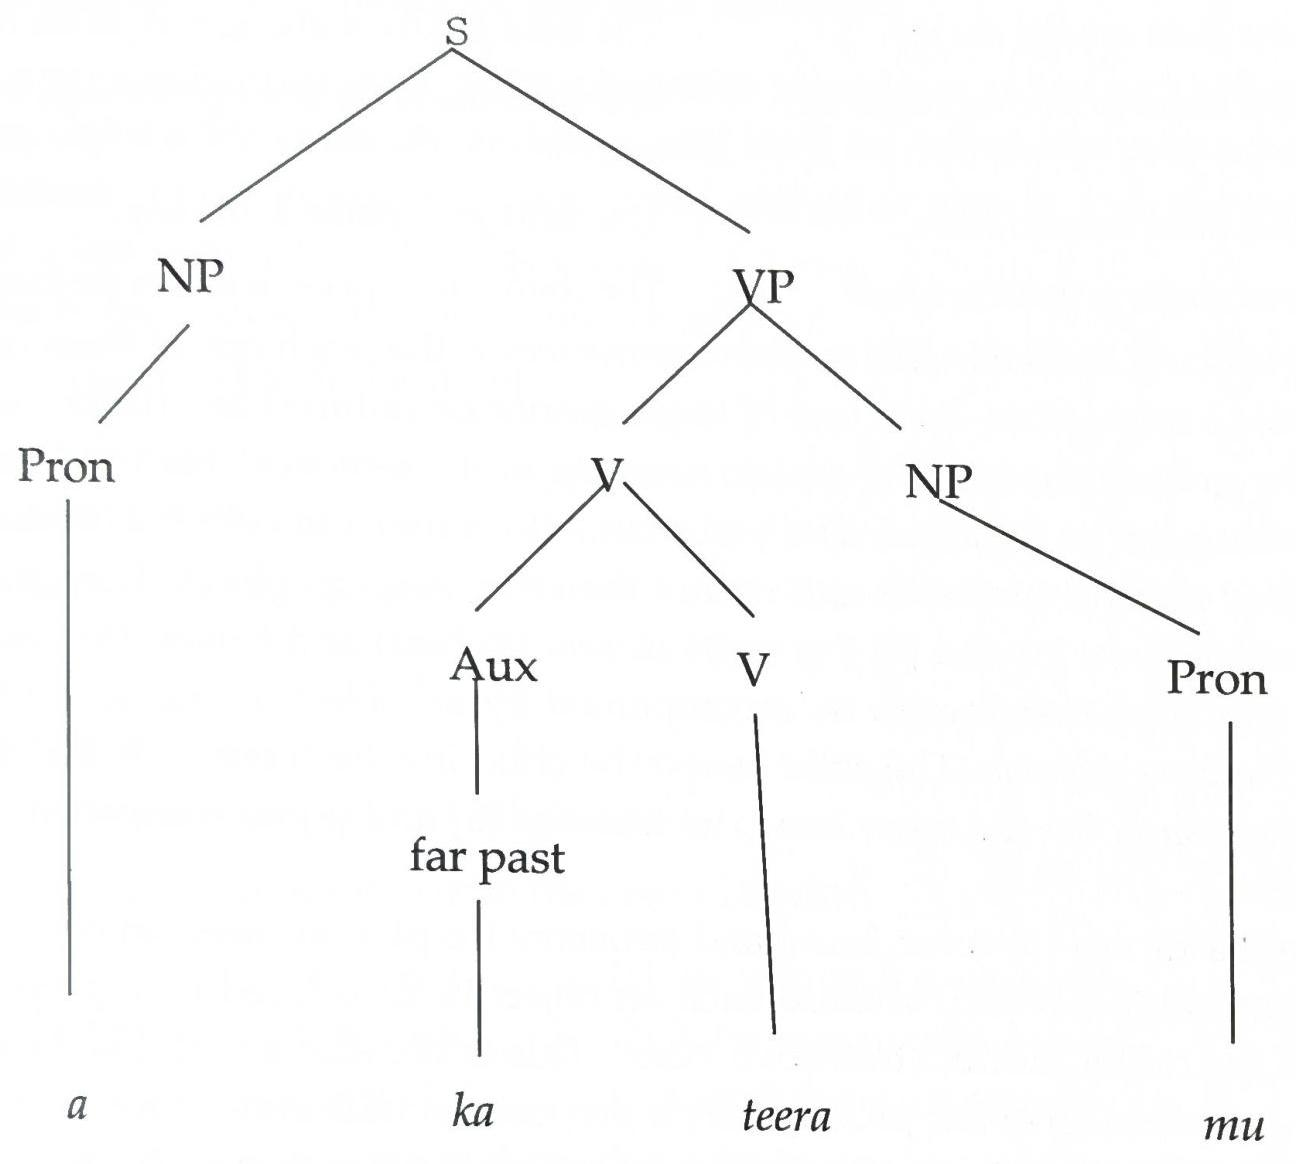 S
NP VP
Pron V NP
Aux V Pron
far past
a ka teera mu